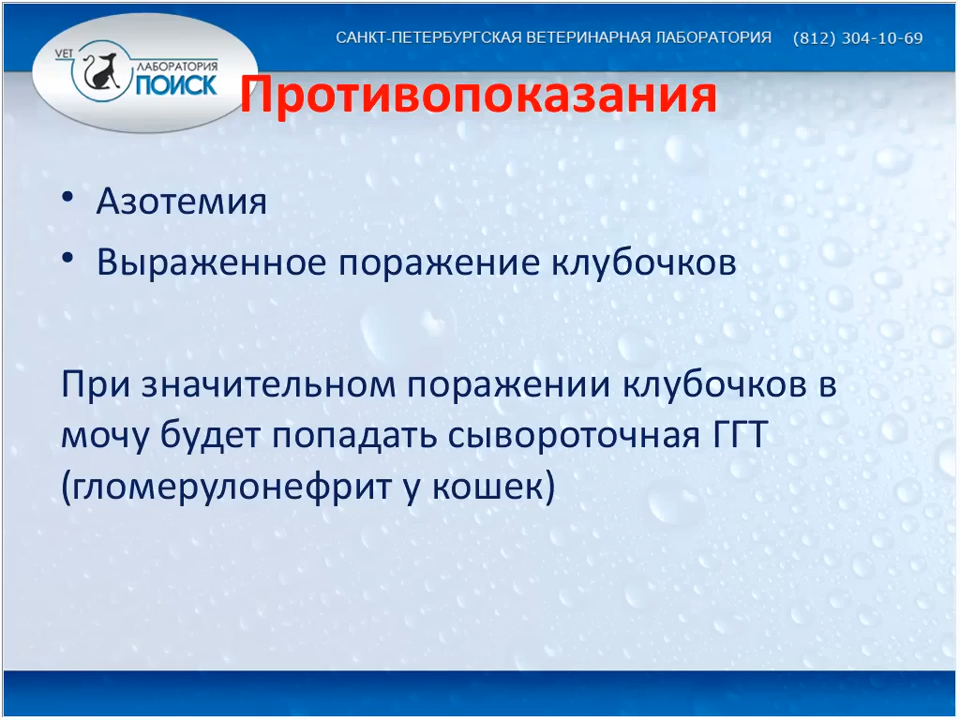 САНКТ-ПЕТЕРБУРГСКАЯ ВЕТЕРИНАРНАЯ ЛАБОРАТОРИЯ (812) 304-10-69
VET
ЛАБОРАТОРИЯ
ПОИСК
Противопоказания
• Азотемия
• Выраженное поражение клубочков
При значительном поражении клубочков в
мочу будет попадать сывороточная ГГТ
(гломерулонефрит у кошек)